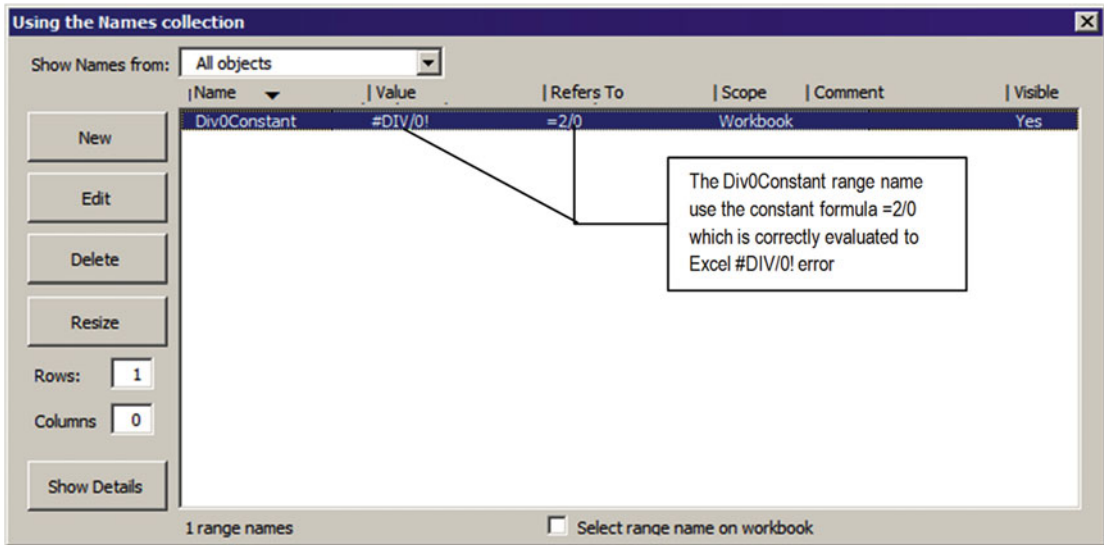 Using the Names collection
Show Names from: All objects
| Name | Value | Refers To | Scope | Comment | Visible
Div0Constant #DIV/0! =2/0 Workbook Yes
New
Edit
Delete
Resize
Rows: 1
Columns 0
Show Details
The Div0Constant range name
use the constant formula =2/0
which is correctly evaluated to
Excel #DIV/0! error
1 range names
Select range name on workbook